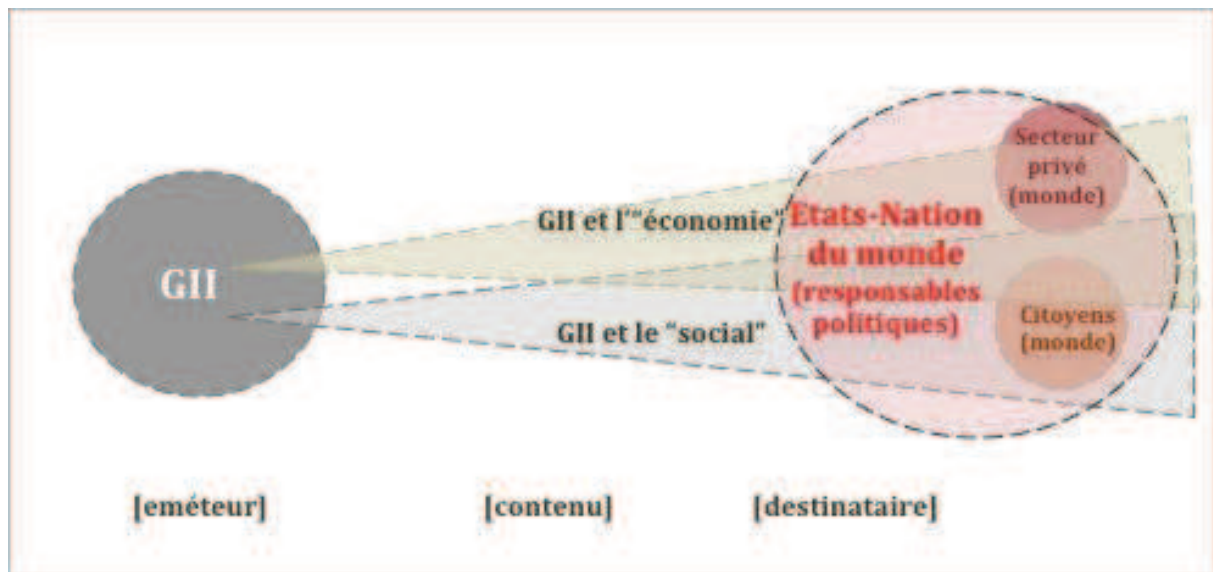 GII
GII et l'"économie"
GII et le "social"
Etats-Nation
du monde
(responsables
politiques)
Secteur
privé
(monde)
Citoyens
(monde)
[eméteur]
[contenu]
[destinataire]